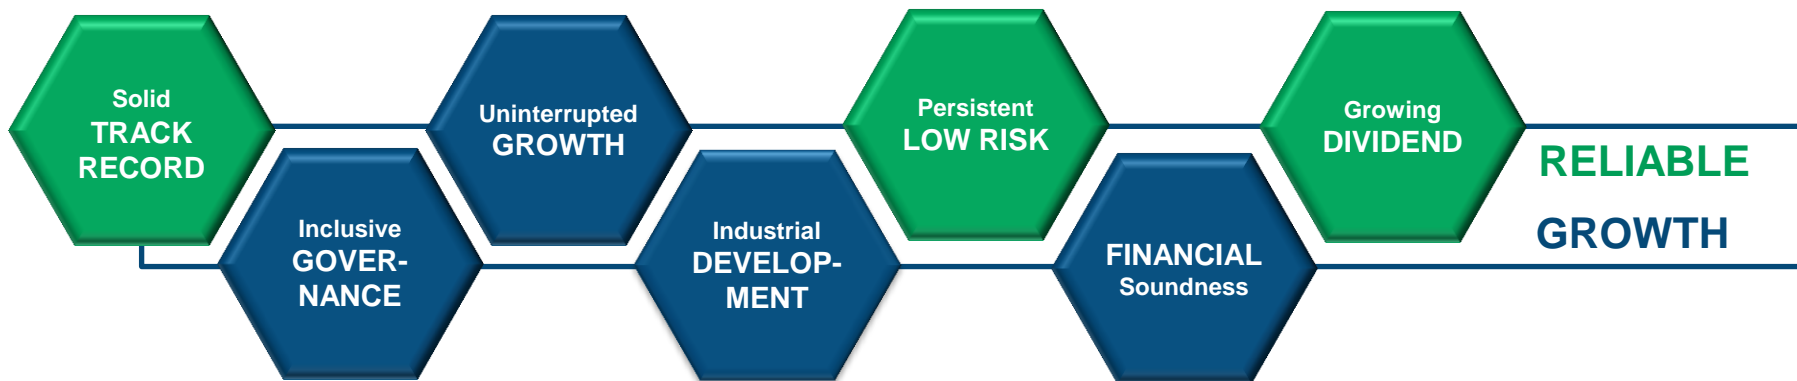 Solid
TRACK
RECORD
Inclusive
GOVER-
NANCE
Uninterrupted
GROWTH
Industrial
DEVELOP-
MENT
Persistent
LOW RISK
FINANCIAL
Soundness
Growing
DIVIDEND
RELIABLE
GROWTH